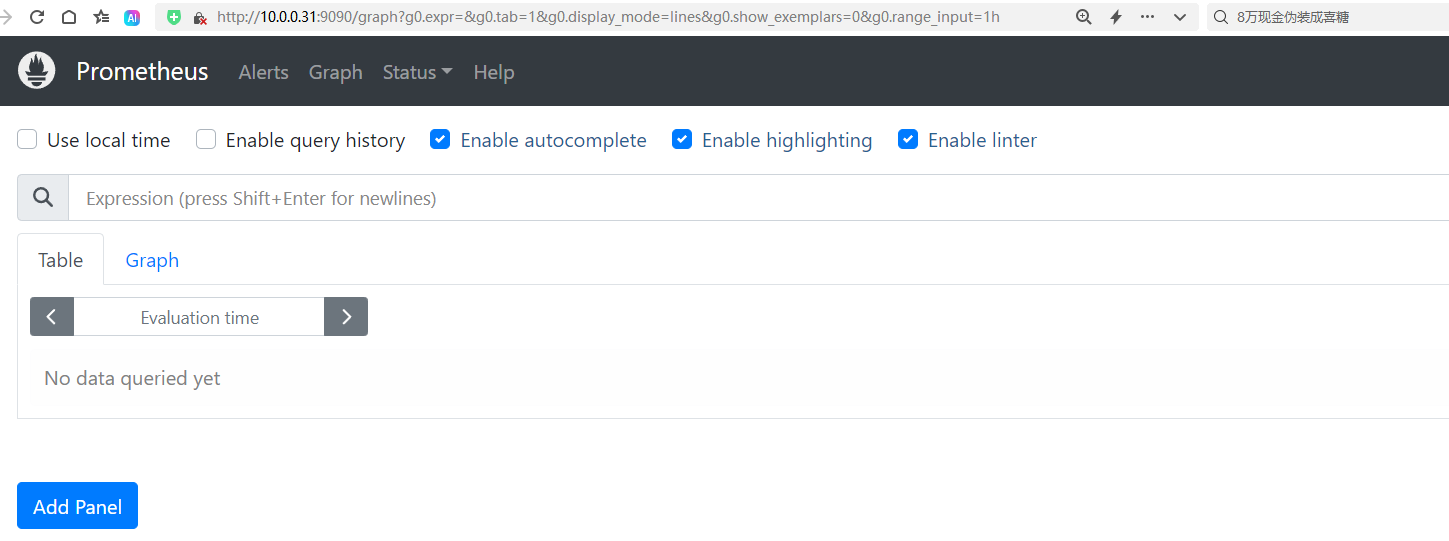 Ai http://10.0.0.31:9090/graph?g0.expr=&g0.tab=1&g0.display_mode=lines&g0.show_exemplars=0&g0.range_input=1h 8万现金伪装成喜糖
Prometheus Alerts Graph Status Help
Use local time Enable query history Enable autocomplete Enable highlighting Enable linter
Expression (press Shift+Enter for newlines)
Table Graph
Evaluation time
No data queried yet
Add Panel